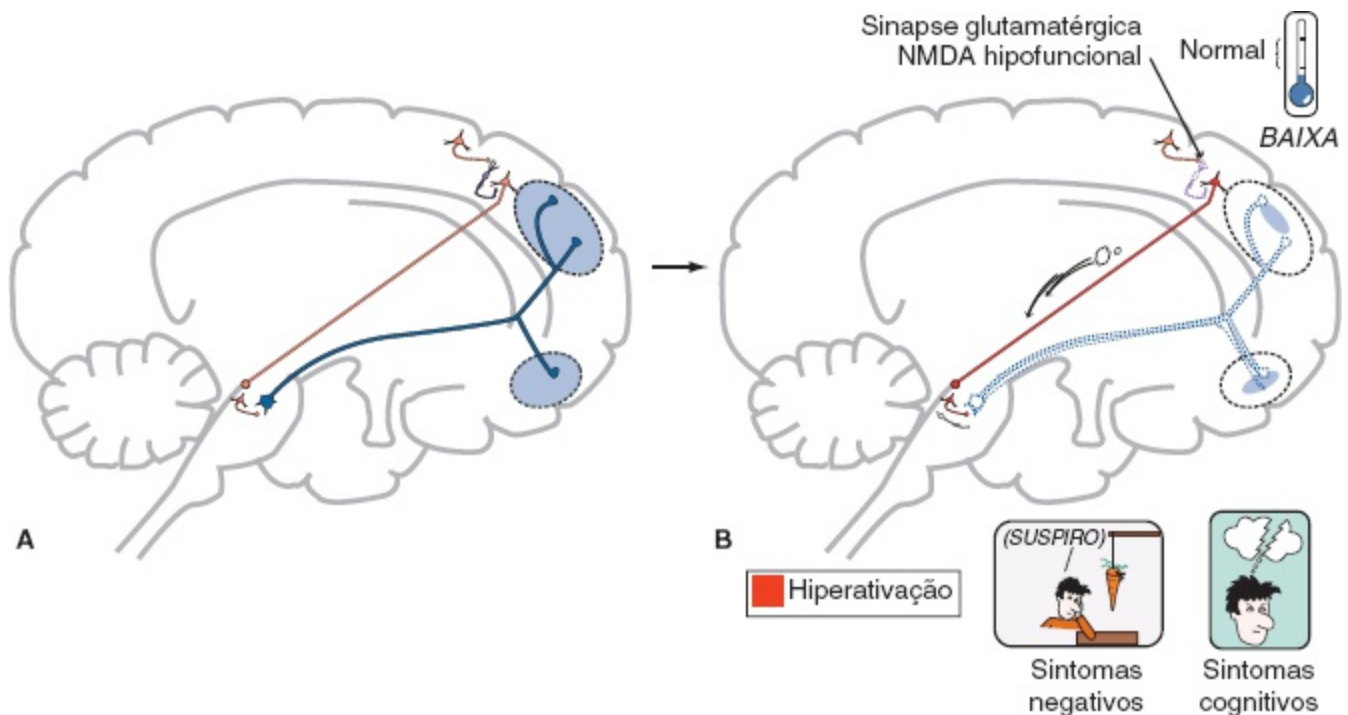 Sinapse glutamatérgica
NMDA hipofuncional
Normal
BAIXA
A
B
Hiperativação
(SUSPIRO)
Sintomas
negativos
Sintomas
cognitivos